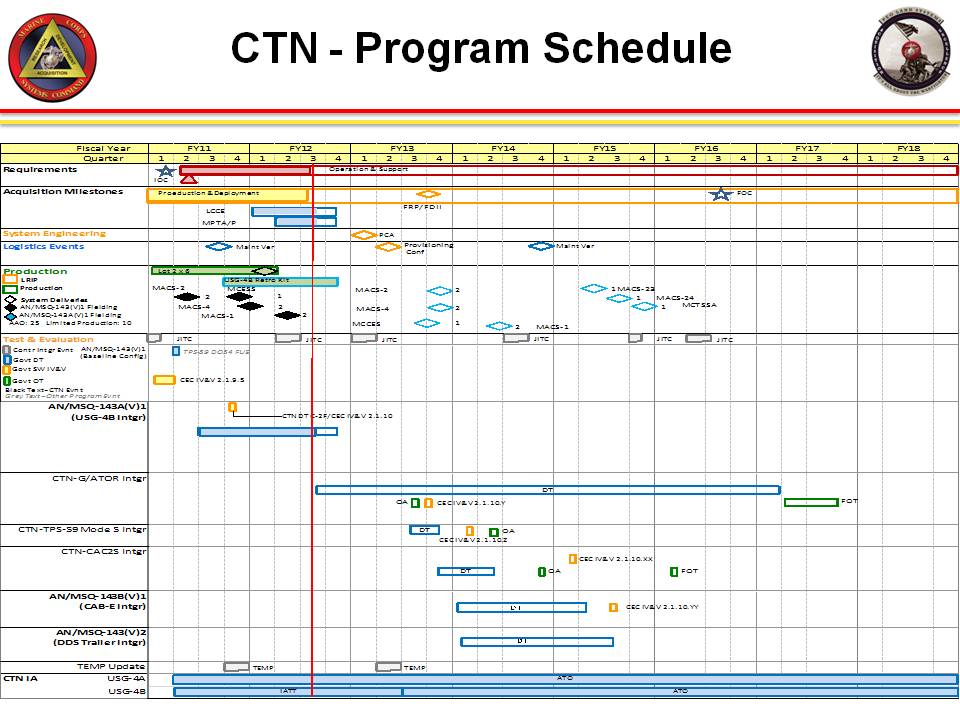 CTN - Program Schedule
MARINE CORPS
RESEARCH DEVELOPMENT
ACQUISITION
SYSTEMS COMMAND
Fiscal Year FY11 FY12 FY13 FY14 FY15 FY16 FY17 FY18
Quarter 1 2 3 4 1 2 3 4 1 2 3 4 1 2 3 4 1 2 3 4 1 2 3 4 1 2 3 4 1 2 3 4
Requirements Operation & Support
IOC
Acquisition Milestones Production & Deployment FOC
FRP/FD II
LCCE
MPTA/P
System Engineering PCA
Logistics Events Maint Ver Provisioning Conf Maint Ver
Production Lot 2 x 6
LRIP USG-4B Retro Kit
Production MACS-2 MCESS MACS-2 2 1 MACS-23
System Deliveries 2 1 1 MACS-24
AN/MSQ-143(V)1 Fielding MACS-4 2 MACS-4 2 1 MCTSSA
AN/MSQ-143A(V)1 Fielding MACS-1 2 MCCES 1
AAO: 25 Limited Production: 10 2 MACS-1
Test & Evaluation JITC JITC JITC JITC JITC JITC
Contr Intgr Evnt AN/MSQ-143(V)1
(Baseline Config) TPS-59 DO54 FUE
Govt DT
Govt SW IV&V
Govt OT CEC IV&V 2.1.9.5
Black Text–CTN Evnt
Grey Text–Other Program Evnt
AN/MSQ-143A(V)1
(USG-4B Intgr) CTN DT C-2F/CEC IV&V 2.1.10
CTN-G/ATOR Intgr
DT
OA CEC IV&V 2.1.10.Y FOT
CTN-TPS-59 Mode 5 Intgr DT OA
CEC IV&V 2.1.10.Z
CTN-CAC2S Intgr
CEC IV&V 2.1.10.XX
DT OA FOT
AN/MSQ-143B(V)1
(CAB-E Intgr) DT CEC IV&V 2.1.10.YY
AN/MSQ-143(V)2
(DDS Trailer Intgr) DT
TEMP Update TEMP TEMP
CTN IA USG-4A ATO
USG-4B IATT ATO